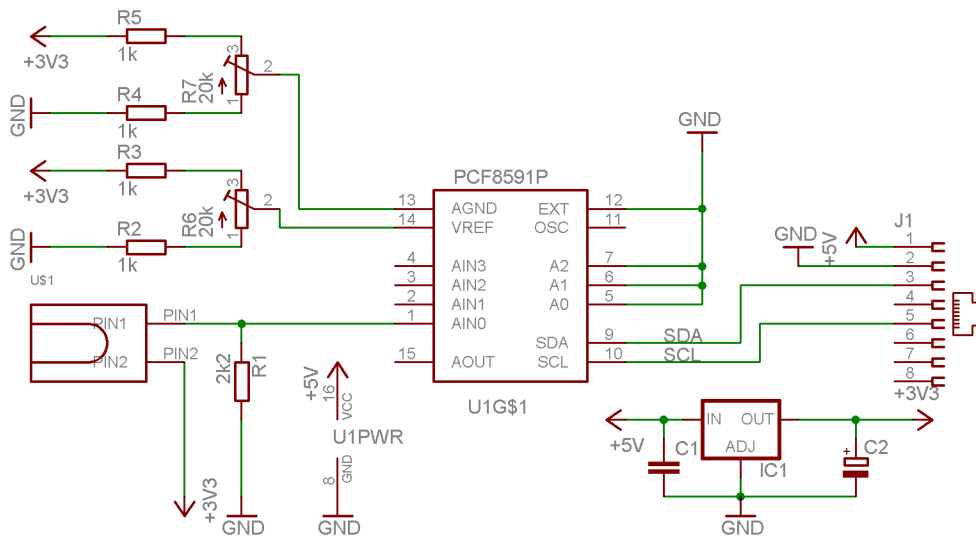 R5
+3V3
1k
3
2
R7
20k
1
R4
GND
1k
R3
+3V3
1k
3
2
R6
20k
1
R2
GND
1k
U$1
PIN1
PIN1
PIN2
PIN2
2k2
R1
+3V3
GND
+5V
16
VCC
U1PWR
8
GND
GND
PCF8591P
13
AGND
14
VREF
4
AIN3
3
AIN2
2
AIN1
1
AIN0
15
AOUT
EXT
12
OSC
11
A2
7
A1
6
A0
5
SDA
9
SDA
SCL
10
SCL
U1G$1
GND
J1
GND
+5V
1
2
3
4
5
6
7
8
+3V3
+5V
C1
IN
OUT
ADJ
IC1
+
C2
GND